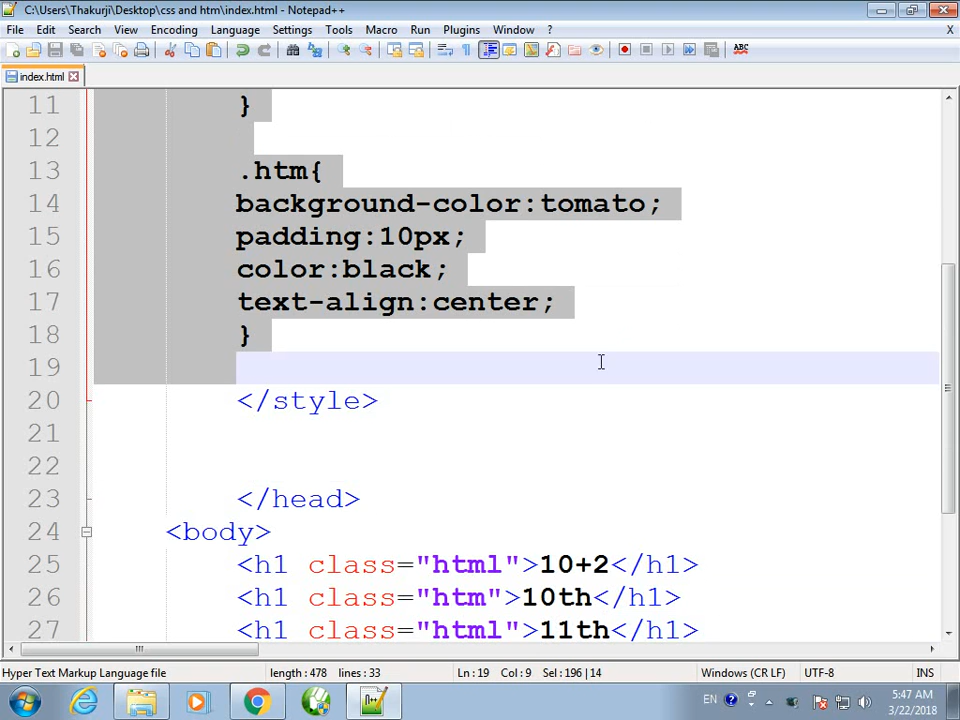 C:\Users\Thakurji\Desktop\css and htm\index.html - Notepad++
File Edit Search View Encoding Language Settings Tools Macro Run Plugins Window ? X
ABC
index.html
11 }
12
13 .htm{
14 background-color:tomato;
15 padding:10px;
16 color:black;
17 text-align:center;
18 }
19
20 </style>
21
22
23 </head>
24 <body>
25 <h1 class="html">10+2</h1>
26 <h1 class="htm">10th</h1>
27 <h1 class="html">11th</h1>
Hyper Text Markup Language file length : 478 lines : 33 Ln : 19 Col : 9 Sel : 196 | 14 Windows (CR LF) UTF-8 INS
EN 5:47 AM
3/22/2018